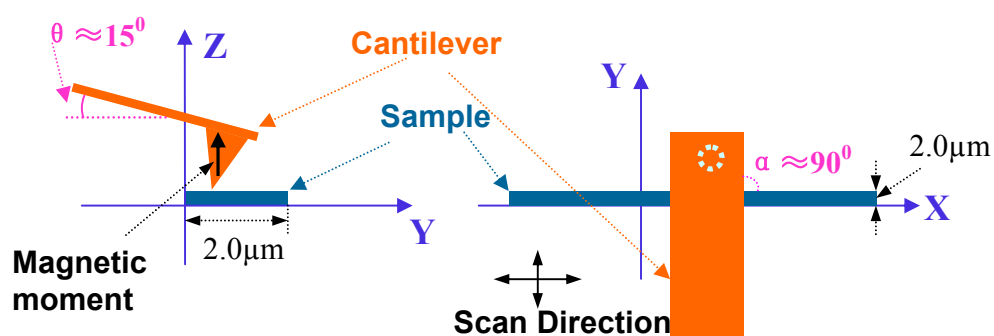 θ ≈15⁰
Z
Cantilever
Y
Sample
α ≈90⁰
2.0µm
X
Y
2.0µm
Magnetic
moment
Scan Direction